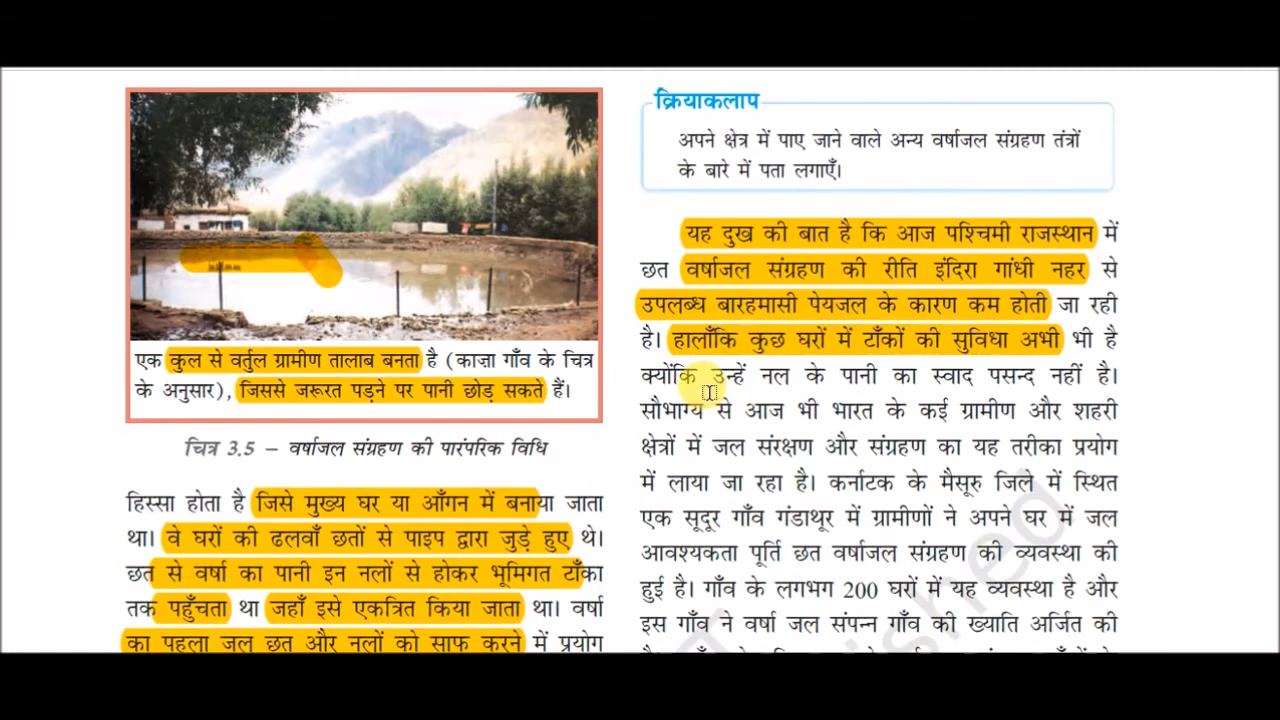 एक कुल से वर्तुल ग्रामीण तालाब बनता है (काज़ा गाँव के चित्र
के अनुसार), जिससे जरूरत पड़ने पर पानी छोड़ सकते हैं।
चित्र 3.5 – वर्षाजल संग्रहण की पारंपरिक विधि
हिस्सा होता है जिसे मुख्य घर या आँगन में बनाया जाता
था। वे घरों की ढलवाँ छतों से पाइप द्वारा जुड़े हुए थे।
छत से वर्षा का पानी इन नलों से होकर भूमिगत टाँका
तक पहुँचता था जहाँ इसे एकत्रित किया जाता था। वर्षा
का पहला जल छत और नलों को साफ करने में प्रयोग
क्रियाकलाप
अपने क्षेत्र में पाए जाने वाले अन्य वर्षाजल संग्रहण तंत्रों
के बारे में पता लगाएँ।
यह दुख की बात है कि आज पश्चिमी राजस्थान में
छत वर्षाजल संग्रहण की रीति इंदिरा गांधी नहर से
उपलब्ध बारहमासी पेयजल के कारण कम होती जा रही
है। हालाँकि कुछ घरों में टाँकों की सुविधा अभी भी है
क्योंकि उन्हें नल के पानी का स्वाद पसन्द नहीं है।
सौभाग्य से आज भी भारत के कई ग्रामीण और शहरी
क्षेत्रों में जल संरक्षण और संग्रहण का यह तरीका प्रयोग
में लाया जा रहा है। कर्नाटक के मैसूरु जिले में स्थित
एक सूदूर गाँव गंडाथूर में ग्रामीणों ने अपने घर में जल
आवश्यकता पूर्ति छत वर्षाजल संग्रहण की व्यवस्था की
हुई है। गाँव के लगभग 200 घरों में यह व्यवस्था है और
इस गाँव ने वर्षा जल संपन्न गाँव की ख्याति अर्जित की